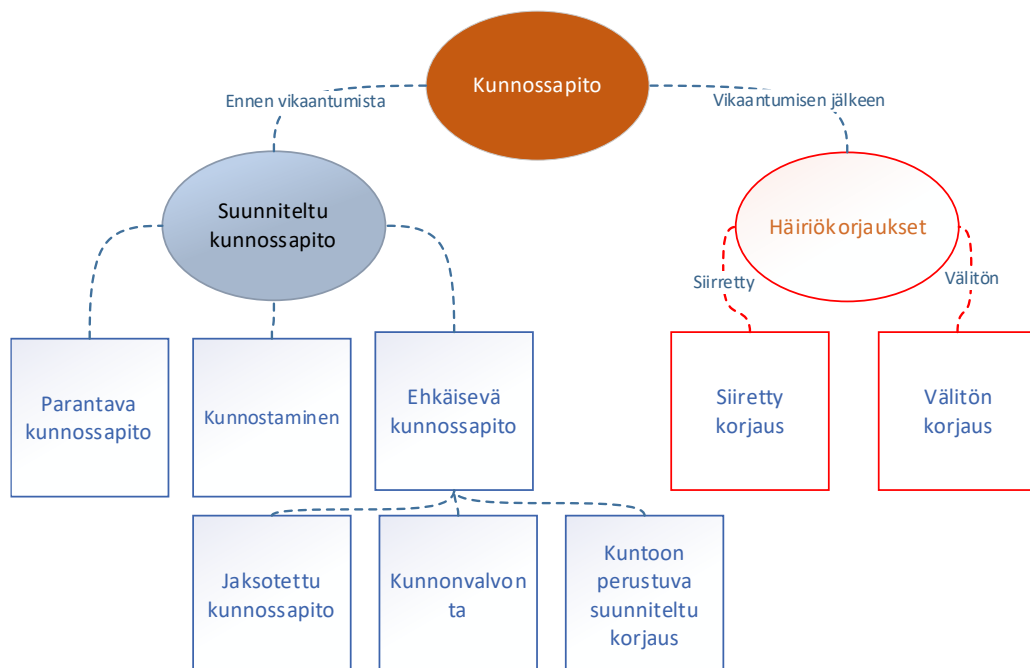 Kunnossapito
Ennen vikaantumista
Vikaantumisen jälkeen
Suunniteltu
kunnossapito
Häiriökorjaukset
Siirretty
Välitön
Parantava
kunnossapito
Kunnostaminen
Ehkäisevä
kunnossapito
Siiretty
korjaus
Välitön
korjaus
Jaksotettu
kunnossapito
Kunnonvalvon
ta
Kuntoon
perustuva
suunniteltu
korjaus